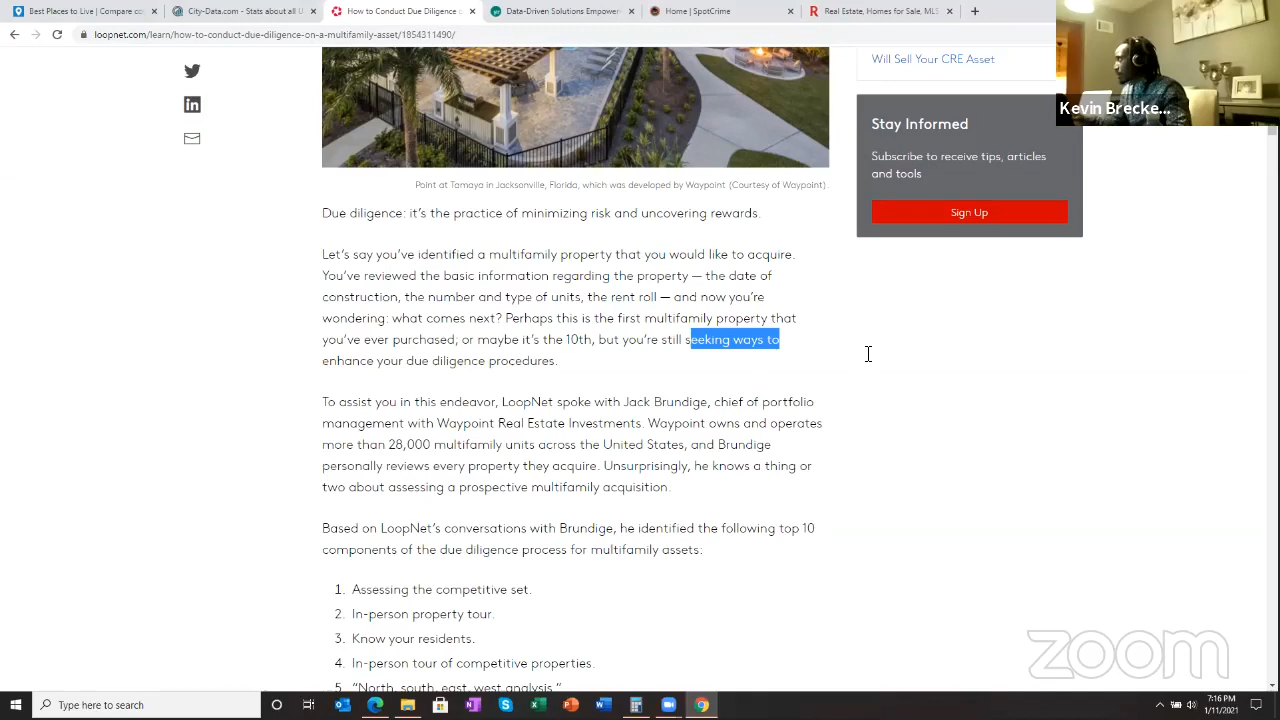 Best Places to Live | Compare co
City-Data.com - Stats about all U
How to Conduct Due Diligence o
Data-Driven Solutions Empower
Home | SpotCrime
Real Estate, Homes for Sale, MLS
loopnet.com/learn/how-to-conduct-due-diligence-on-a-multifamily-asset/1854311490/
Will Sell Your CRE Asset
Kevin Brecke...
Stay Informed
Subscribe to receive tips, articles
and tools
Sign Up
Point at Tamaya in Jacksonville, Florida, which was developed by Waypoint (Courtesy of Waypoint).
Due diligence: it's the practice of minimizing risk and uncovering rewards.
Let's say you've identified a multifamily property that you would like to acquire.
You've reviewed the basic information regarding the property — the date of
construction, the number and type of units, the rent roll — and now you're
wondering: what comes next? Perhaps this is the first multifamily property that
you've ever purchased; or maybe it's the 10th, but you're still seeking ways to
enhance your due diligence procedures.
To assist you in this endeavor, LoopNet spoke with Jack Brundige, chief of portfolio
management with Waypoint Real Estate Investments. Waypoint owns and operates
more than 28,000 multifamily units across the United States, and Brundige
personally reviews every property they acquire. Unsurprisingly, he knows a thing or
two about assessing a prospective multifamily acquisition.
Based on LoopNet's conversations with Brundige, he identified the following top 10
components of the due diligence process for multifamily assets:
1. Assessing the competitive set.
2. In-person property tour.
3. Know your residents.
4. In-person tour of competitive properties.
5. "North, south, east, west analysis."
zoom
Type here to search
7:16 PM
1/11/2021